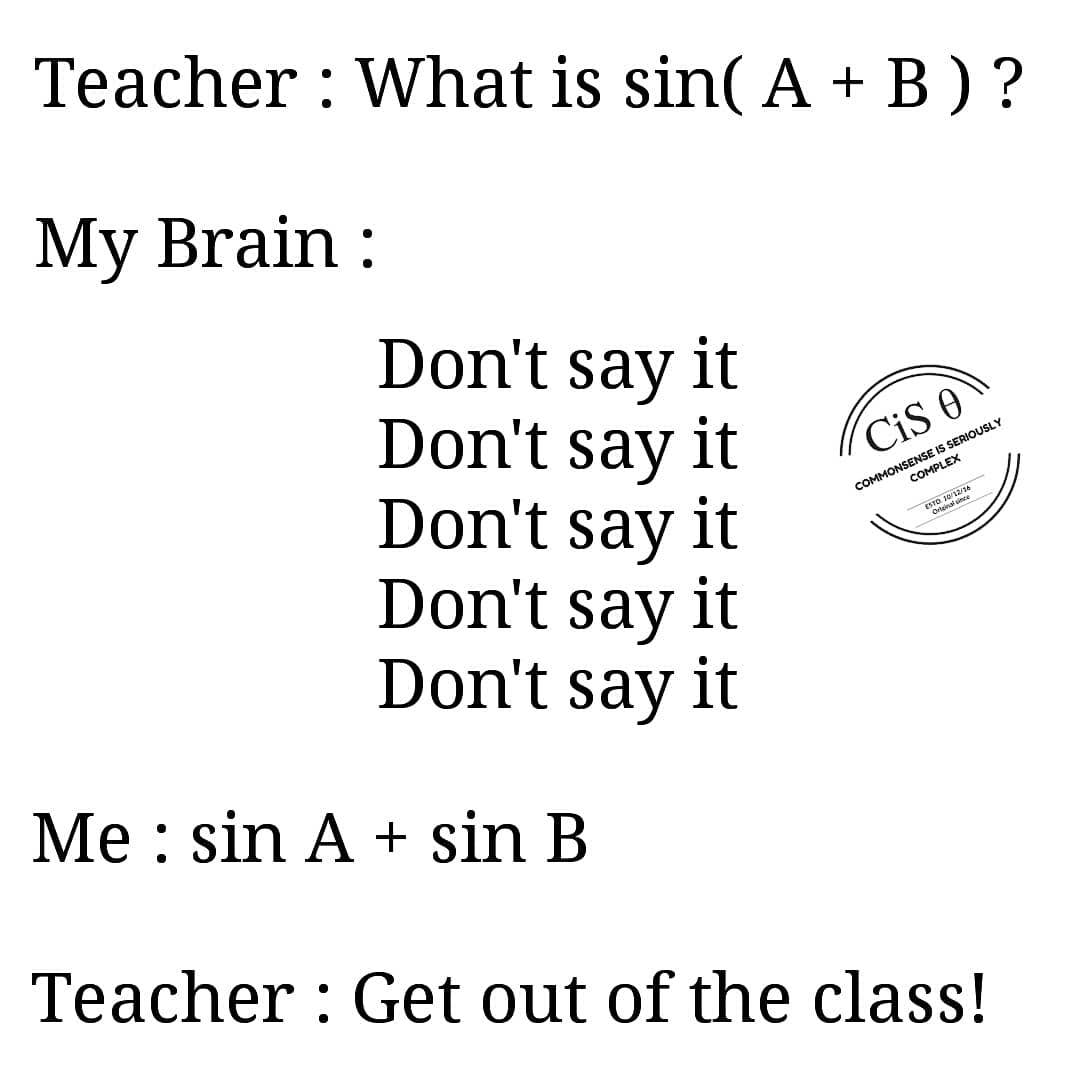 Teacher : What is sin( A + B ) ?
My Brain :
Don't say it
Don't say it
Don't say it
Don't say it
Don't say it
CiS θ
COMMONSENSE IS SERIOUSLY
COMPLEX
ESTD. 10/12/16
Original since
Me : sin A + sin B
Teacher : Get out of the class!